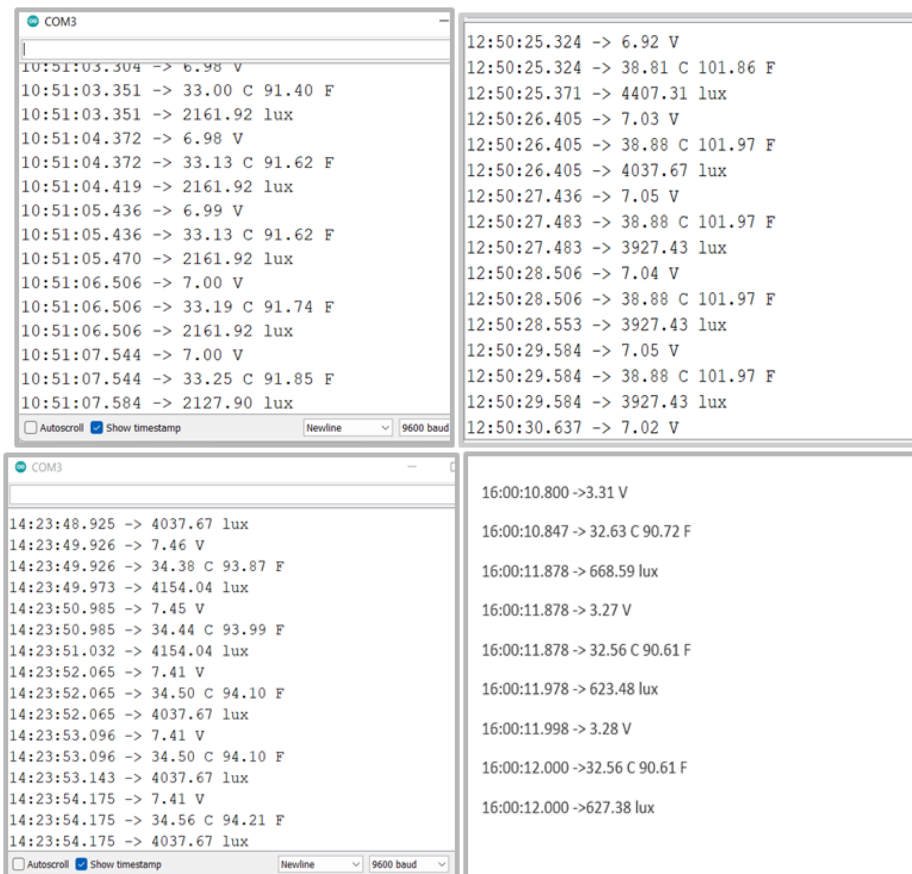 COM3
10:51:03.304 -> 6.98 V
10:51:03.351 -> 33.00 C 91.40 F
10:51:03.351 -> 2161.92 lux
10:51:04.372 -> 6.98 V
10:51:04.372 -> 33.13 C 91.62 F
10:51:04.419 -> 2161.92 lux
10:51:05.436 -> 6.99 V
10:51:05.436 -> 33.13 C 91.62 F
10:51:05.470 -> 2161.92 lux
10:51:06.506 -> 7.00 V
10:51:06.506 -> 33.19 C 91.74 F
10:51:06.506 -> 2161.92 lux
10:51:07.544 -> 7.00 V
10:51:07.544 -> 33.25 C 91.85 F
10:51:07.584 -> 2127.90 lux
Autoscroll Show timestamp Newline 9600 baud
12:50:25.324 -> 6.92 V
12:50:25.324 -> 38.81 C 101.86 F
12:50:25.371 -> 4407.31 lux
12:50:26.405 -> 7.03 V
12:50:26.405 -> 38.88 C 101.97 F
12:50:26.405 -> 4037.67 lux
12:50:27.436 -> 7.05 V
12:50:27.483 -> 38.88 C 101.97 F
12:50:27.483 -> 3927.43 lux
12:50:28.506 -> 7.04 V
12:50:28.506 -> 38.88 C 101.97 F
12:50:28.553 -> 3927.43 lux
12:50:29.584 -> 7.05 V
12:50:29.584 -> 38.88 C 101.97 F
12:50:29.584 -> 3927.43 lux
12:50:30.637 -> 7.02 V
COM3
14:23:48.925 -> 4037.67 lux
14:23:49.926 -> 7.46 V
14:23:49.926 -> 34.38 C 93.87 F
14:23:49.973 -> 4154.04 lux
14:23:50.985 -> 7.45 V
14:23:50.985 -> 34.44 C 93.99 F
14:23:51.032 -> 4154.04 lux
14:23:52.065 -> 7.41 V
14:23:52.065 -> 34.50 C 94.10 F
14:23:52.065 -> 4037.67 lux
14:23:53.096 -> 7.41 V
14:23:53.096 -> 34.50 C 94.10 F
14:23:53.143 -> 4037.67 lux
14:23:54.175 -> 7.41 V
14:23:54.175 -> 34.56 C 94.21 F
14:23:54.175 -> 4037.67 lux
Autoscroll Show timestamp Newline 9600 baud
16:00:10.800 ->3.31 V
16:00:10.847 -> 32.63 C 90.72 F
16:00:11.878 -> 668.59 lux
16:00:11.878 -> 3.27 V
16:00:11.878 -> 32.56 C 90.61 F
16:00:11.978 -> 623.48 lux
16:00:11.998 -> 3.28 V
16:00:12.000 ->32.56 C 90.61 F
16:00:12.000 ->627.38 lux